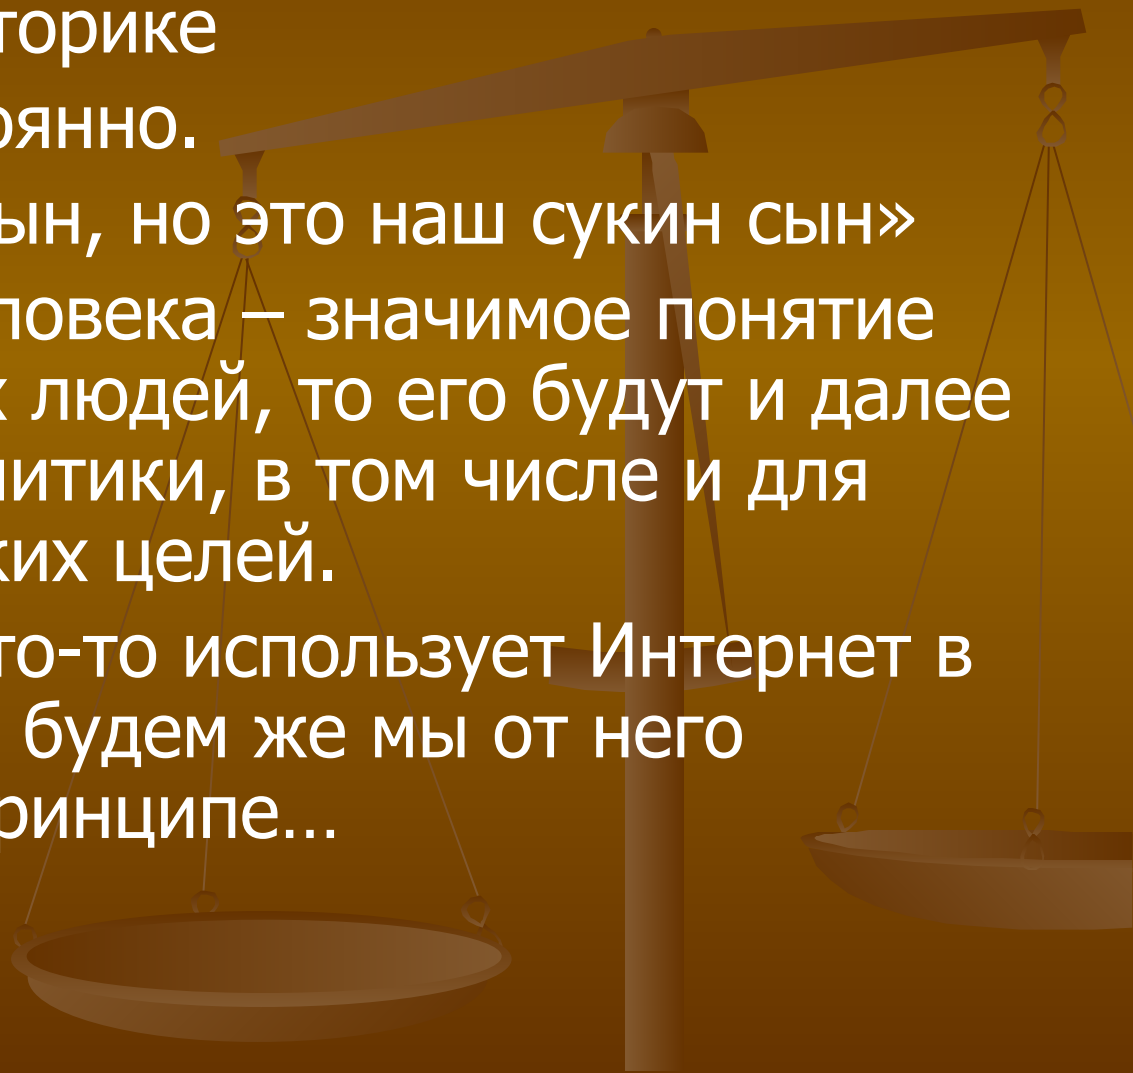 торике
оянно.
ын, но это наш сукин сын»
ловека – значимое понятие
х людей, то его будут и далее
литики, в том числе и для
ких целей.
то-то использует Интернет в
будем же мы от него
ринципе…